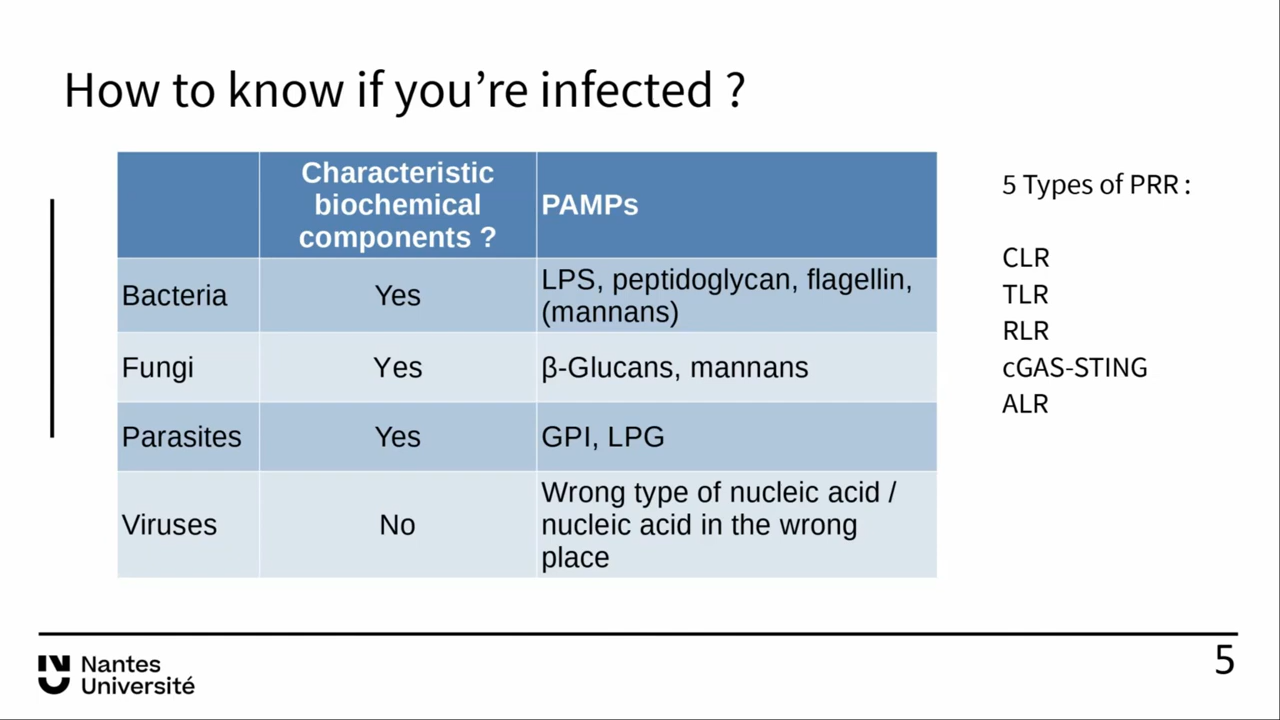 How to know if you’re infected ?
Characteristic
biochemical
components ?
PAMPs
Bacteria
Yes
LPS, peptidoglycan, flagellin,
(mannans)
Fungi
Yes
β-Glucans, mannans
Parasites
Yes
GPI, LPG
Viruses
No
Wrong type of nucleic acid /
nucleic acid in the wrong
place
5 Types of PRR :
CLR
TLR
RLR
cGAS-STING
ALR
Nantes
Université
5